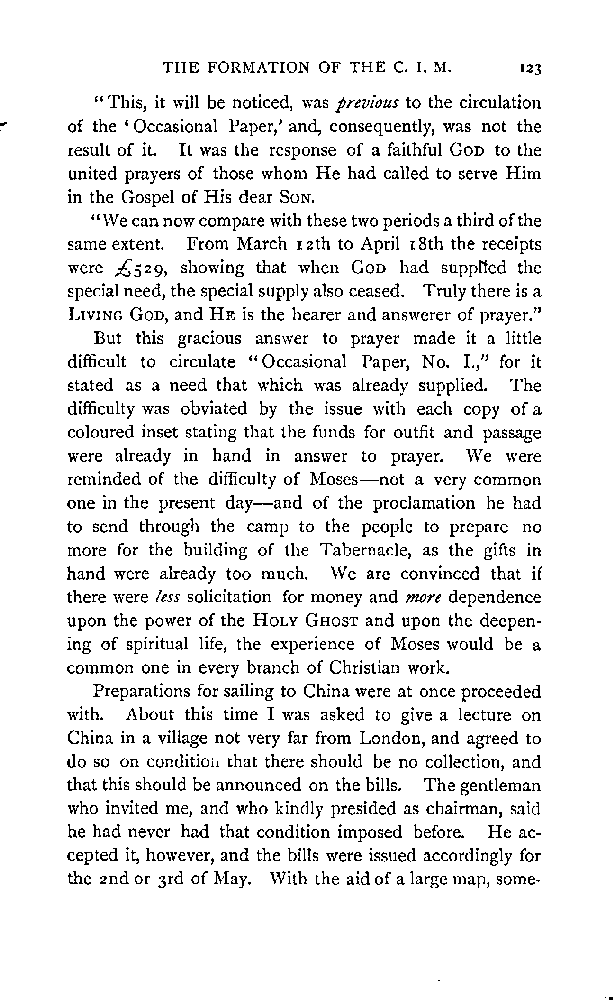 THE FORMATION OF THE C. I. M. 123
"This, it will be noticed, was previous to the circulation
of the 'Occasional Paper,' and, consequently, was not the
result of it. It was the response of a faithful GOD to the
united prayers of those whom He had called to serve Him
in the Gospel of His dear SON.
"We can now compare with these two periods a third of the
same extent. From March 12th to April 18th the receipts
were £529, showing that when GOD had supplied the
special need, the special supply also ceased. Truly there is a
LIVING GOD, and HE is the hearer and answerer of prayer."
But this gracious answer to prayer made it a little
difficult to circulate "Occasional Paper, No. I.," for it
stated as a need that which was already supplied. The
difficulty was obviated by the issue with each copy of a
coloured inset stating that the funds for outfit and passage
were already in hand in answer to prayer. We were
reminded of the difficulty of Moses—not a very common
one in the present day—and of the proclamation he had
to send through the camp to the people to prepare no
more for the building of the Tabernacle, as the gifts in
hand were already too much. We are convinced that if
there were less solicitation for money and more dependence
upon the power of the HOLY GHOST and upon the deepen-
ing of spiritual life, the experience of Moses would be a
common one in every branch of Christian work.
Preparations for sailing to China were at once proceeded
with. About this time I was asked to give a lecture on
China in a village not very far from London, and agreed to
do so on condition that there should be no collection, and
that this should be announced on the bills. The gentleman
who invited me, and who kindly presided as chairman, said
he had never had that condition imposed before. He ac-
cepted it, however, and the bills were issued accordingly for
the 2nd or 3rd of May. With the aid of a large map, some-